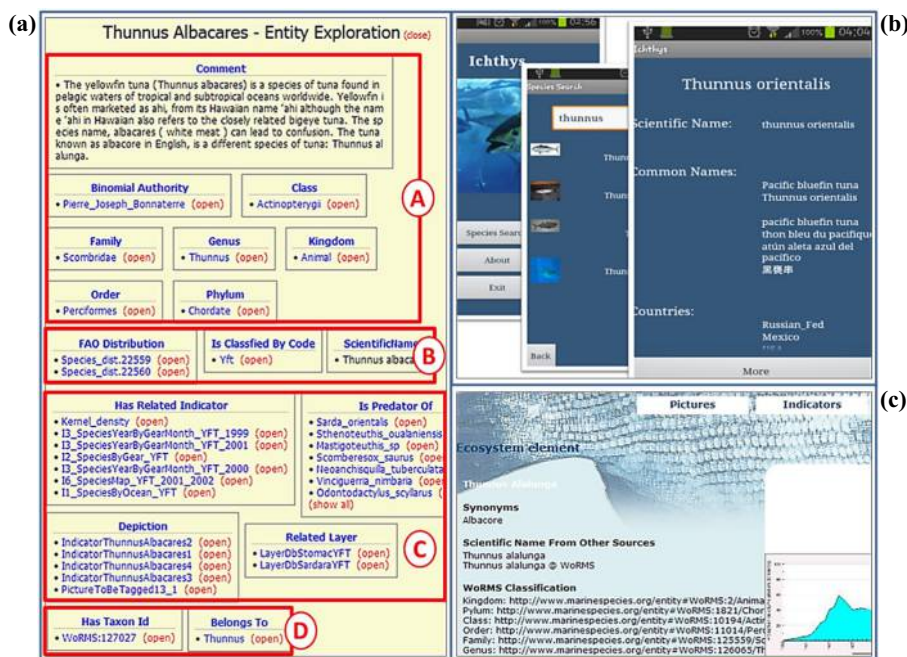 (a)
Thunnus Albacares - Entity Exploration (close)
Comment
• The yellowfin tuna (Thunnus albacares) is a species of tuna found in
pelagic waters of tropical and subtropical oceans worldwide. Yellowfin i
s often marketed as ahi, from its Hawaiian name 'ahi although the nam
e 'ahi in Hawaiian also refers to the closely related bigeye tuna. The sp
ecies name, albacares ( white meat ) can lead to confusion. The tuna
known as albacore in English, is a different species of tuna: Thunnus al
alunga.
Binomial Authority
• Pierre_Joseph_Bonnaterre (open)
Class
• Actinopterygii (open)
A
Family
• Scombridae (open)
Genus
• Thunnus (open)
Kingdom
• Animal (open)
Order
• Perciformes (open)
Phylum
• Chordate (open)
FAO Distribution
• Species_dist.22559 (open)
• Species_dist.22560 (open)
Is Classfied By Code
• Yft (open)
ScientificName
• Thunnus albaca
B
Has Related Indicator
• Kernel_density (open)
• I3_SpeciesYearByGearMonth_YFT_1999 (open)
• I3_SpeciesYearByGearMonth_YFT_2001 (open)
• I2_SpeciesByGear_YFT (open)
• I3_SpeciesYearByGearMonth_YFT_2000 (open)
• I6_SpeciesMap_YFT_2001_2002 (open)
• I1_SpeciesByOcean_YFT (open)
Is Predator Of
• Sarda_orientalis (open)
• Sthenoteuthis_oualaniensis
• Mastigoteuthis_sp (open)
• Scomberesox_saurus (open)
• Neoanchisquilla_tuberculata
• Vinciguerria_nimbaria (open)
• Odontodactylus_scyllarus (
(show all)
Depiction
• IndicatorThunnusAlbacares2 (open)
• IndicatorThunnusAlbacares1 (open)
• IndicatorThunnusAlbacares4 (open)
• IndicatorThunnusAlbacares3 (open)
• PictureToBeTagged13_1 (open)
Related Layer
• LayerDbStomacYFT (open)
• LayerDbSardaraYFT (open)
C
Has Taxon Id
• WoRMS:127027 (open)
Belongs To
• Thunnus (open)
D
(b)
100% 02:56
Ichthys
Species Searc
About
Exit
Species Search
thunnus
Thun
Thun
T
Thun
Back
100% 04:04
Ichthys
Thunnus orientalis
Scientific Name:
thunnus orientalis
Common Names:
Pacific bluefin tuna
Thunnus orientalis
pacific bluefin tuna
thon bleu du pacifique
atún aleta azul del
pacífico
Countries:
Russian_Fed
Mexico
More
(c)
Pictures
Indicators
Ecosystem element
Thunnus Alalunga
Synonyms
Albacore
Scientific Name From Other Sources
Thunnus alalunga
Thunnus alalunga @ WoRMS
WoRMS Classification
Kingdom: http://www.marinespecies.org/entity#WoRMS:2/Anima
Pylum: http://www.marinespecies.org/entity#WoRMS:1821/Chor
Class: http://www.marinespecies.org/entity#WoRMS:10194/Acti
Order: http://www.marinespecies.org/entity#WoRMS:11014/Per
Family: http://www.marinespecies.org/entity#WoRMS:125559/Sc
Genus: http://www.marinespecies.org/entity#WoRMS:126065/Th